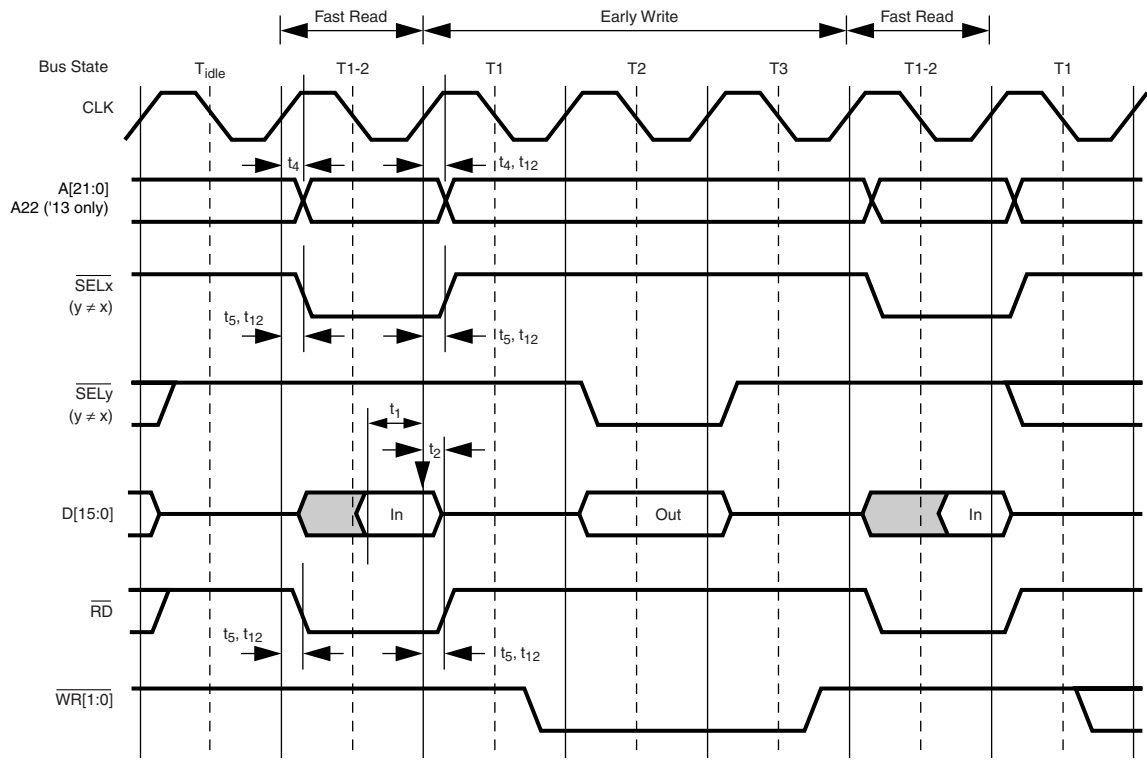 Fast Read Early Write Fast Read
Bus State T_idle T1-2 T1 T2 T3 T1-2 T1
CLK
t4 t4, t12
A[21:0]
A22 ('13 only)
SELx
(y ≠ x)
t5, t12 t5, t12
SELy
(y ≠ x)
t1
t2
D[15:0] In Out In
RD
t5, t12 t5, t12
WR[1:0]